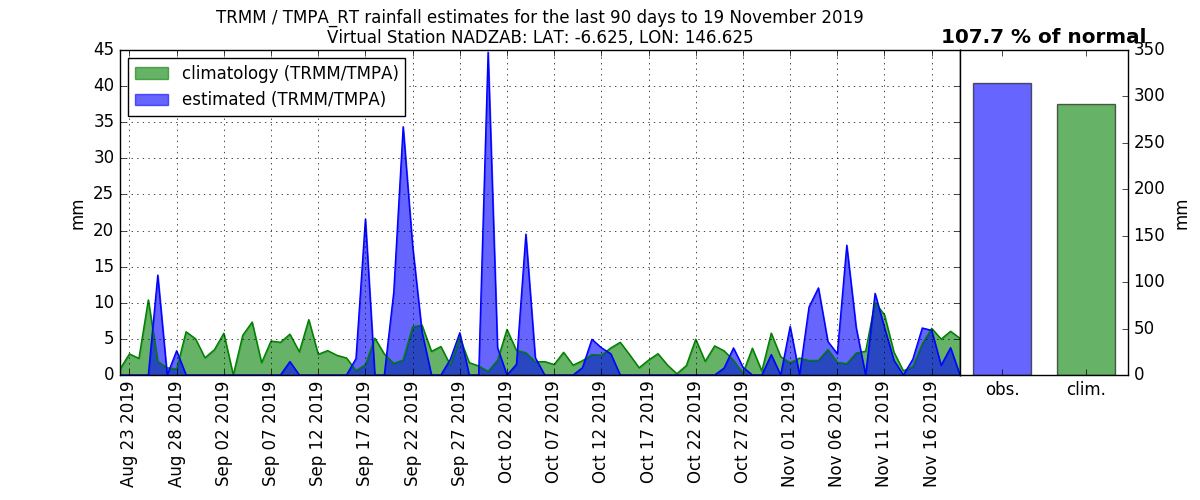 TRMM / TMPA_RT rainfall estimates for the last 90 days to 19 November 2019
Virtual Station NADZAB: LAT: -6.625, LON: 146.625
107.7 % of normal
climatology (TRMM/TMPA)
estimated (TRMM/TMPA)
45
40
35
30
25
20
15
10
5
0
mm
Aug 23 2019
Aug 28 2019
Sep 02 2019
Sep 07 2019
Sep 12 2019
Sep 17 2019
Sep 22 2019
Sep 27 2019
Oct 02 2019
Oct 07 2019
Oct 12 2019
Oct 17 2019
Oct 22 2019
Oct 27 2019
Nov 01 2019
Nov 06 2019
Nov 11 2019
Nov 16 2019
obs.
clim.
350
300
250
200
150
100
50
0
mm